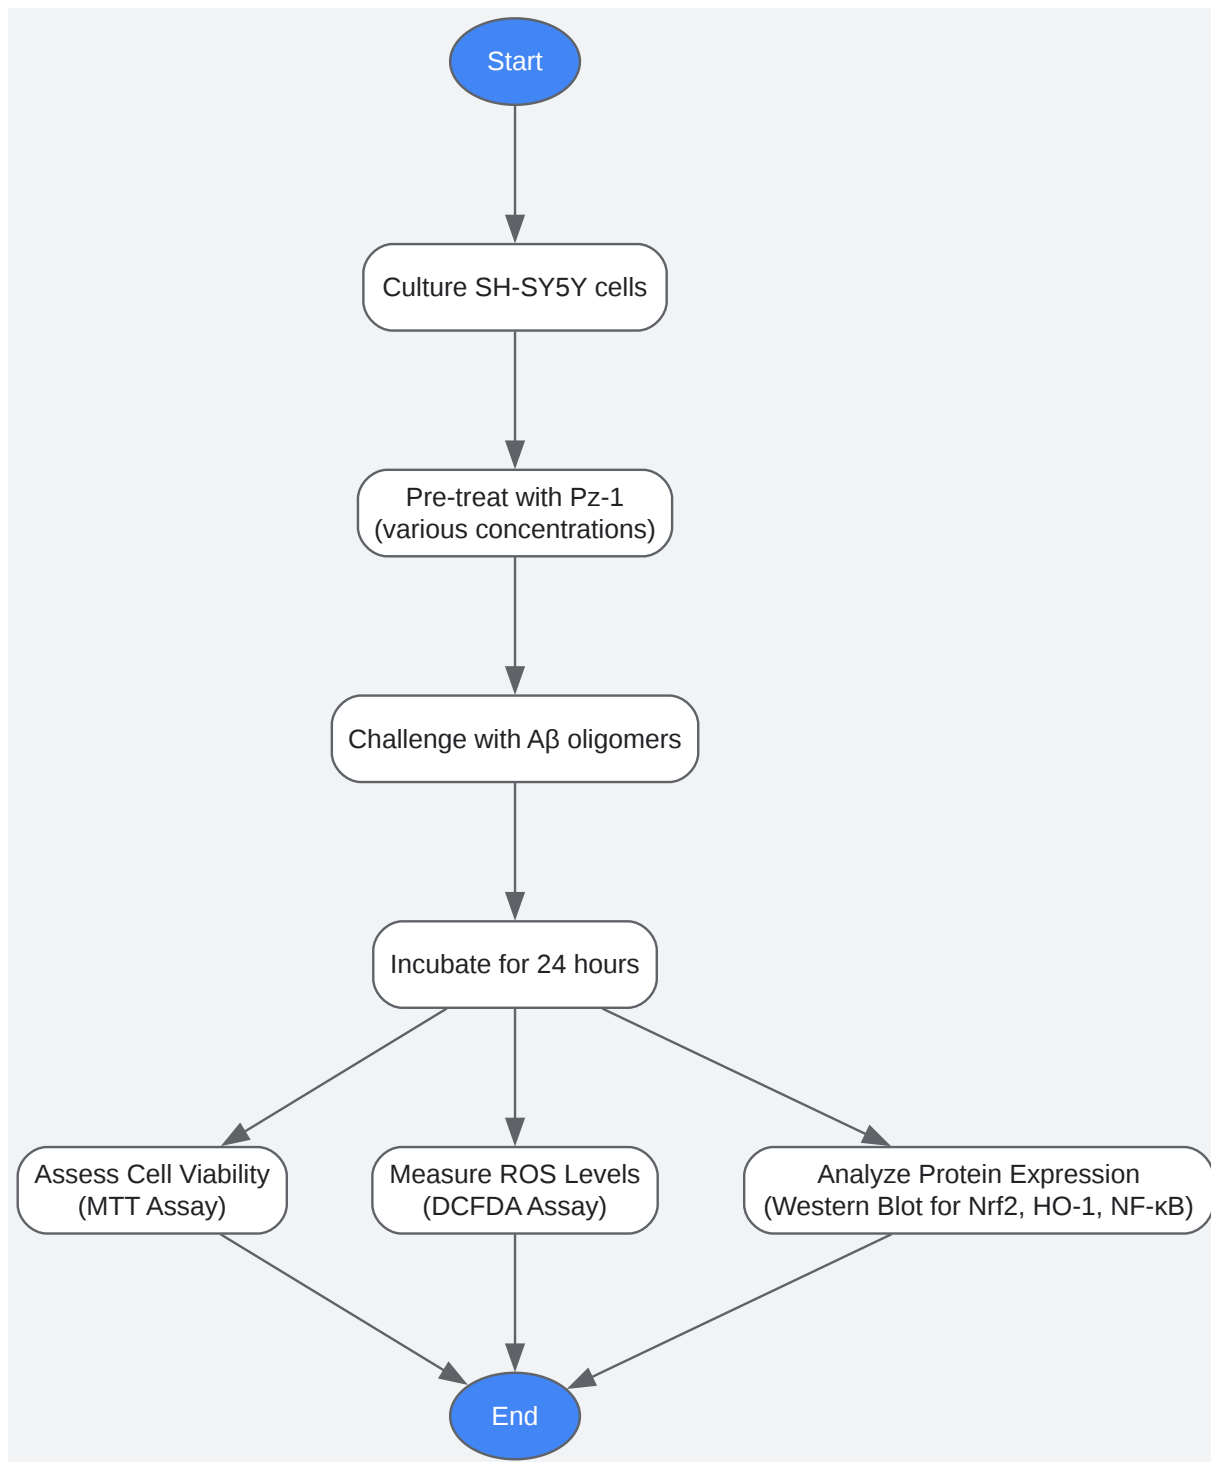 Start
Culture SH-SY5Y cells
Pre-treat with Pz-1
(various concentrations)
Challenge with Aβ oligomers
Incubate for 24 hours
Assess Cell Viability
(MTT Assay)
Measure ROS Levels
(DCFDA Assay)
Analyze Protein Expression
(Western Blot for Nrf2, HO-1, NF-κB)
End